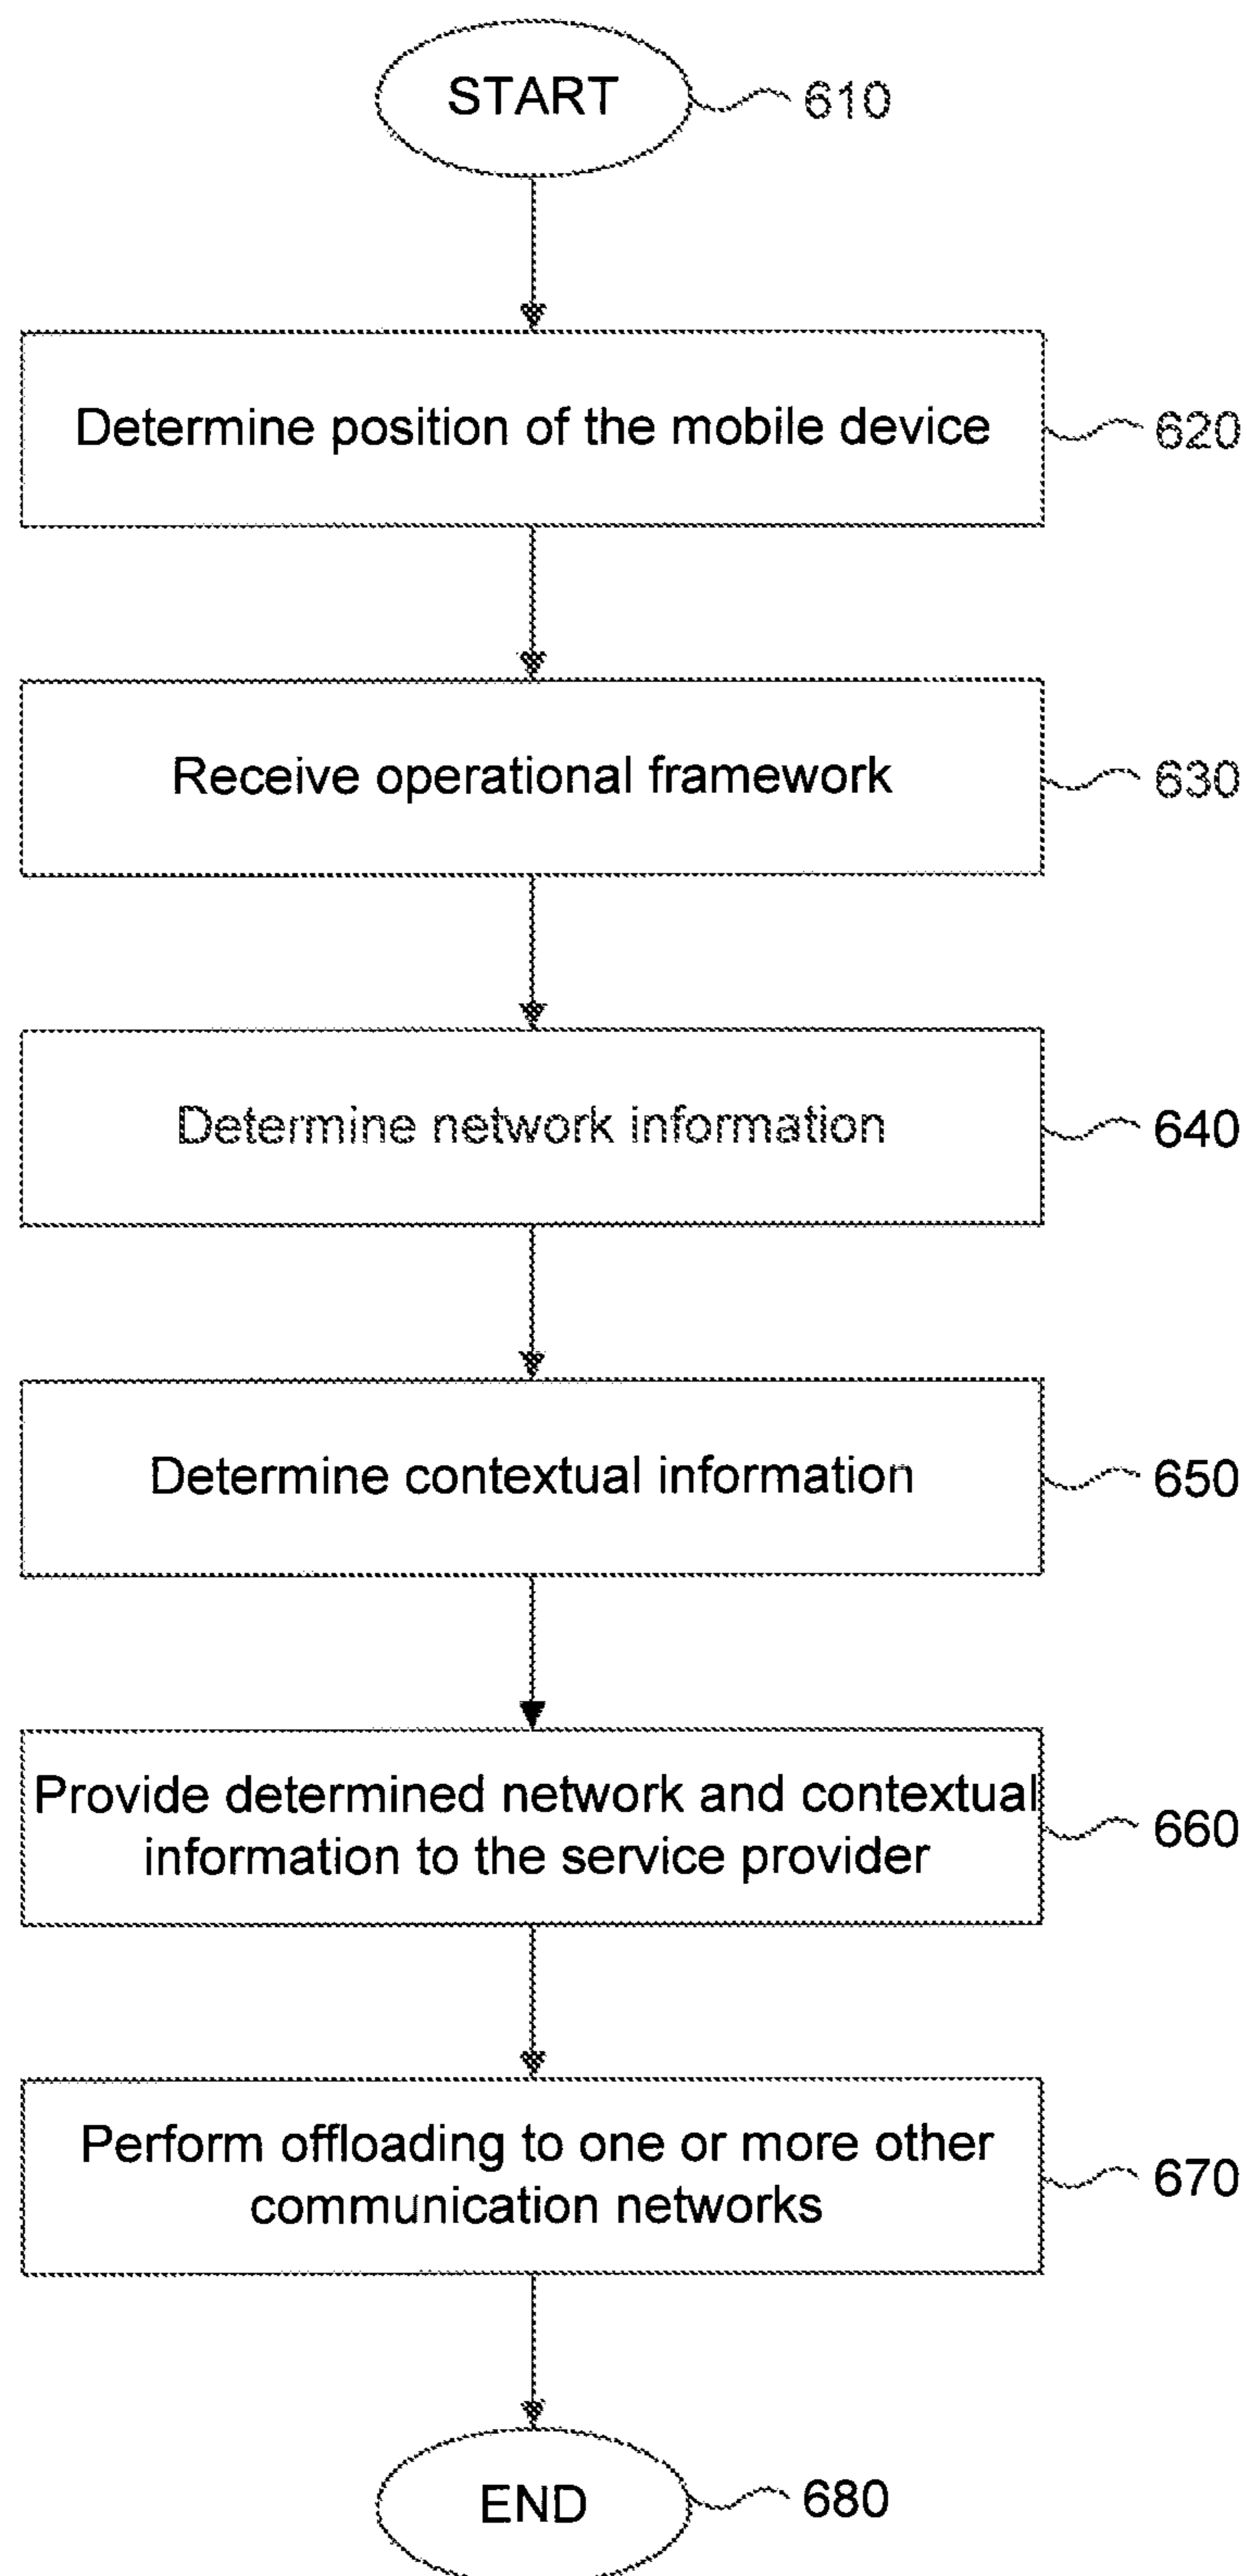 START
610
Determine position of the mobile device
620
Receive operational framework
630
Determine network information
640
Determine contextual information
650
Provide determined network and contextual
information to the service provider
660
Perform offloading to one or more other
communication networks
670
END
680